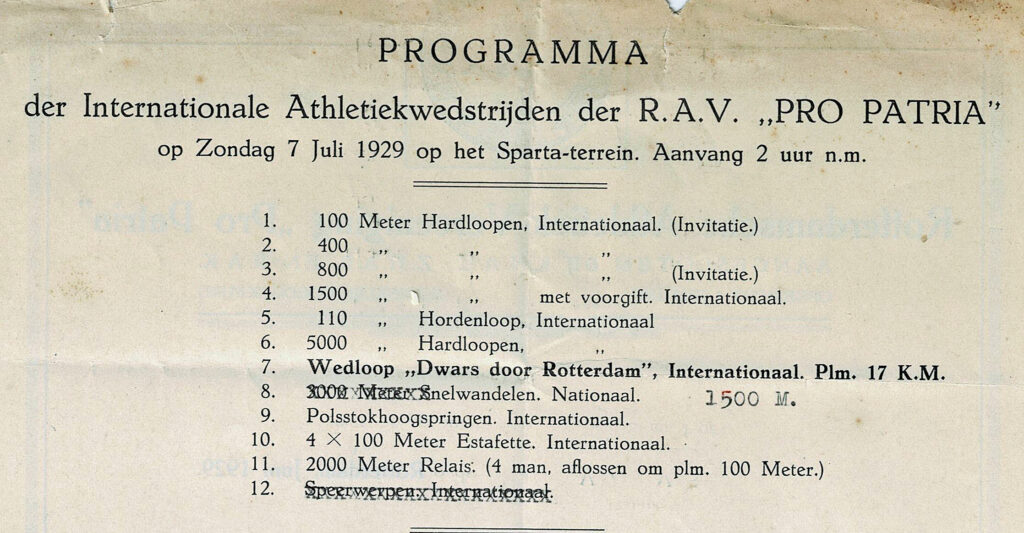 PROGRAMMA
der Internationale Athletiekwedstrijden der R.A.V. „PRO PATRIA”
op Zondag 7 Juli 1929 op het Sparta-terrein. Aanvang 2 uur n.m.
1. 100 Meter Hardloopen, Internationaal. (Invitatie.)
2. 400 „ „ „
3. 800 „ „ „ (Invitatie.)
4. 1500 „ „ met voorgift. Internationaal.
5. 110 „ Hordenloop, Internationaal
6. 5000 „ Hardloopen, „
7. Wedloop „Dwars door Rotterdam”, Internationaal. Plm. 17 K.M.
8. Meter Snelwandelen. Nationaal. 1500 M.
9. Polsstokhoogspringen. Internationaal.
10. 4 × 100 Meter Estafette. Internationaal.
11. 2000 Meter Relais. (4 man, aflossen om plm. 100 Meter.)
12. Speerwerpen. Internationaal.